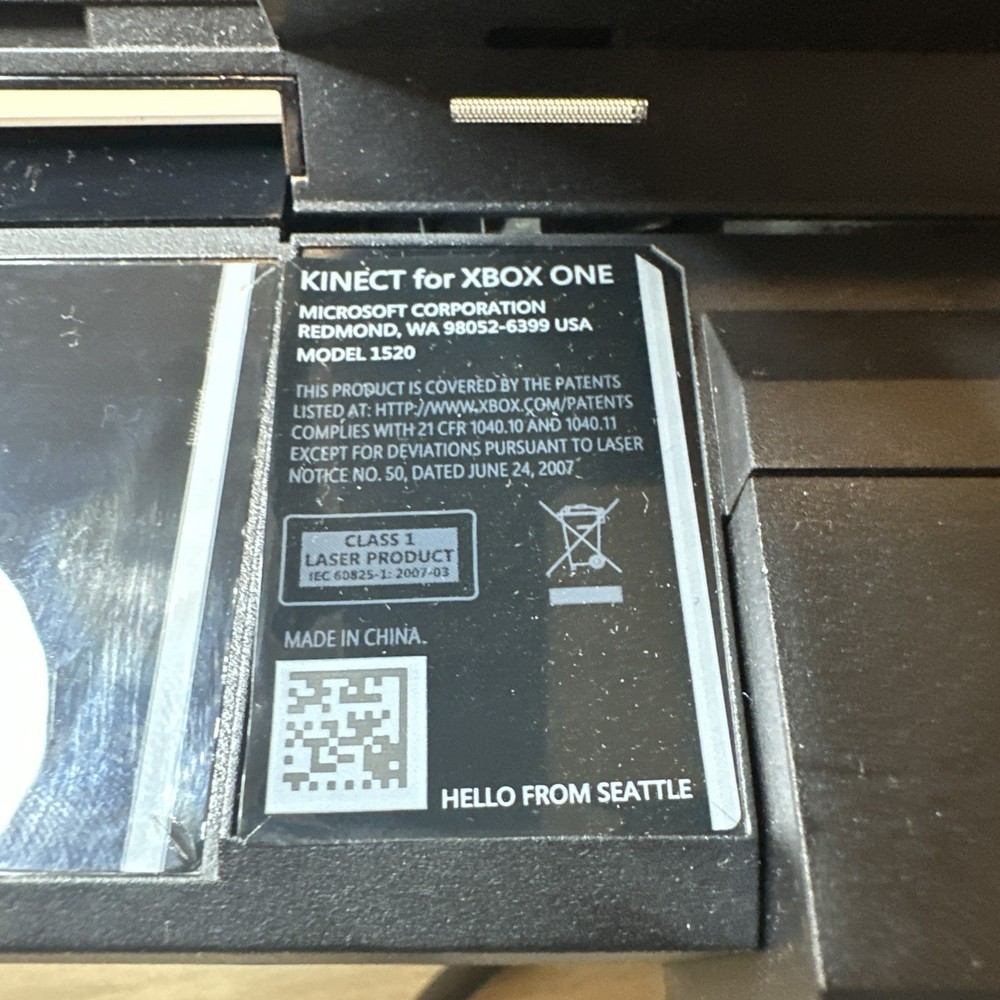 KINECT for XBOX ONE
MICROSOFT CORPORATION
REDMOND, WA 98052-6399 USA
MODEL 1520
THIS PRODUCT IS COVERED BY THE PATENTS
LISTED AT: HTTP://WWW.XBOX.COM/PATENTS
COMPLIES WITH 21 CFR 1040.10 AND 1040.11
EXCEPT FOR DEVIATIONS PURSUANT TO LASER
NOTICE NO. 50, DATED JUNE 24, 2007
CLASS 1
LASER PRODUCT
IEC 60825-1: 2007-03
MADE IN CHINA.
HELLO FROM SEATTLE